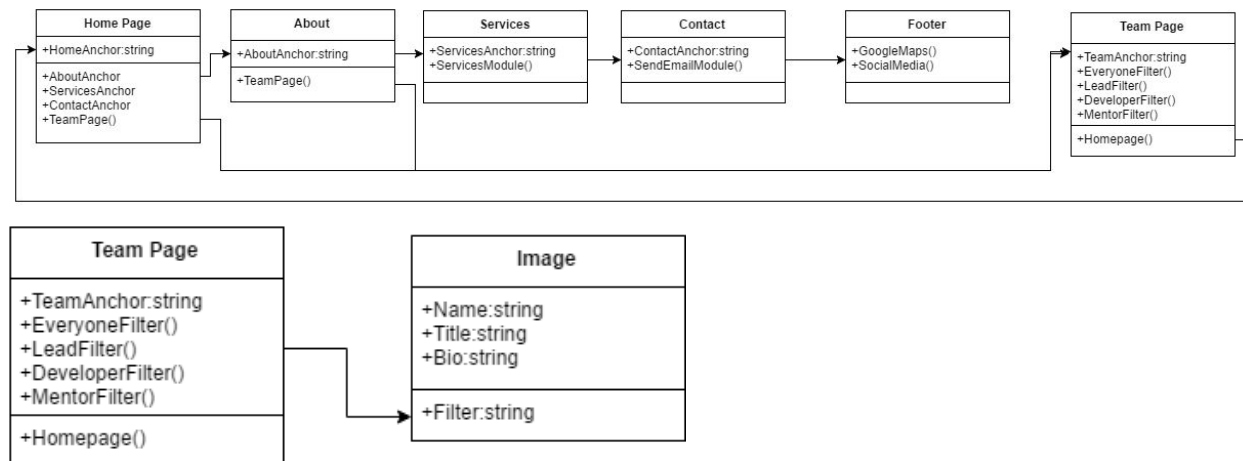 Home Page
+HomeAnchor:string
+AboutAnchor
+ServicesAnchor
+ContactAnchor
+TeamPage()
About
+AboutAnchor:string
+TeamPage()
Services
+ServicesAnchor:string
+ServicesModule()
Contact
+ContactAnchor:string
+SendEmailModule()
Footer
+GoogleMaps()
+SocialMedia()
Team Page
+TeamAnchor:string
+EveryoneFilter()
+LeadFilter()
+DeveloperFilter()
+MentorFilter()
+Homepage()
Team Page
+TeamAnchor:string
+EveryoneFilter()
+LeadFilter()
+DeveloperFilter()
+MentorFilter()
+Homepage()
Image
+Name:string
+Title:string
+Bio:string
+Filter:string